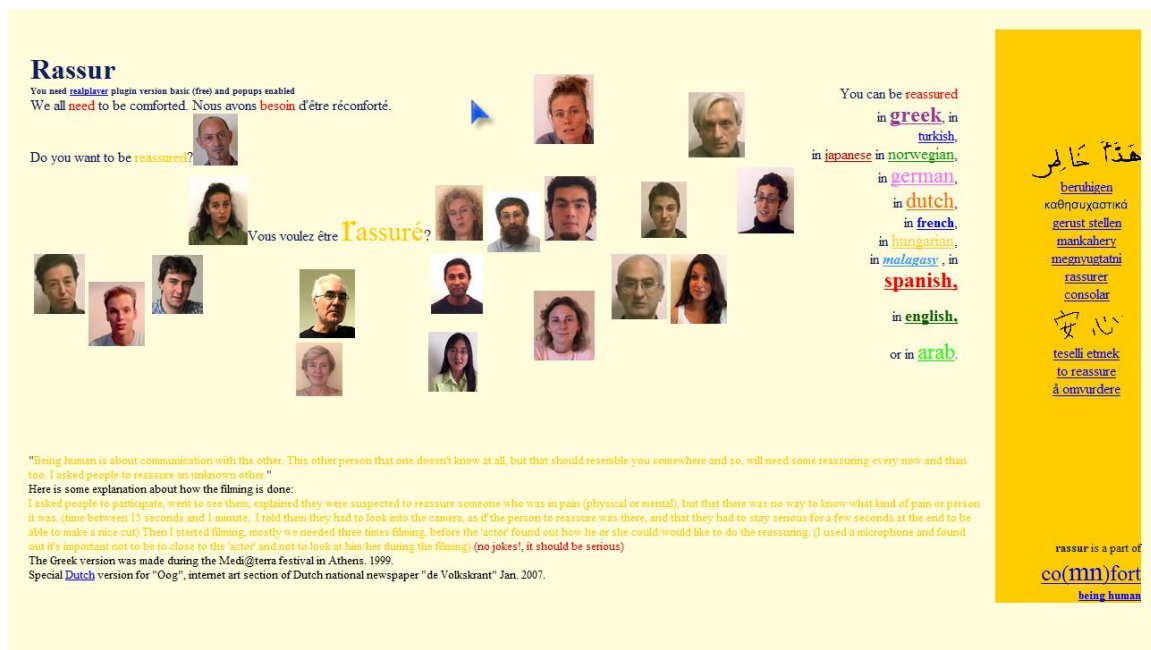 Rassur
You need realplayer plugin version basic (free) and popups enabled
We all need to be comforted. Nous avons besoin d'être réconforté.
Do you want to be reassured?
Vous voulez être rassuré?
You can be reassured
in greek, in
turkish,
in japanese in norwegian,
in german,
in dutch,
in french,
in hungarian,
in malagasy , in
spanish,
in english,
or in arab.
"Being human is about communication with the other. This other person that one doesn't know at all, but that should resemble you somewhere and so, will need some reassuring every now and than
too. I asked people to reassure an unknown other."
Here is some explanation about how the filming is done:
I asked people to participate, went to see them, explained they were suspected to reassure someone who was in pain (physical or mental), but that there was no way to know what kind of pain or person
it was. (time between 15 seconds and 1 minute, I told them they had to look into the camera, as if the person to reassure was there, and that they had to stay serious for a few seconds at the end to be
able to make a nice cut) Then I started filming, mostly we needed three times filming, before the 'actor' found out how he or she could/would like to do the reassuring. (I used a microphone and found
out it's important not to be to close to the 'actor' and not to look at him/her during the filming) (no jokes!, it should be serious)
The Greek version was made during the Medi@terra festival in Athens. 1999.
Special Dutch version for "Oog", internet art section of Dutch national newspaper "de Volkskrant" Jan. 2007.
هَدَّأَ خَاطِر
beruhigen
καθησυχαστικά
gerust stellen
mankahery
megnyugtatni
rassurer
consolar
安心
teselli etmek
to reassure
å omvurdere
rassur is a part of
co(mn)fort
being human